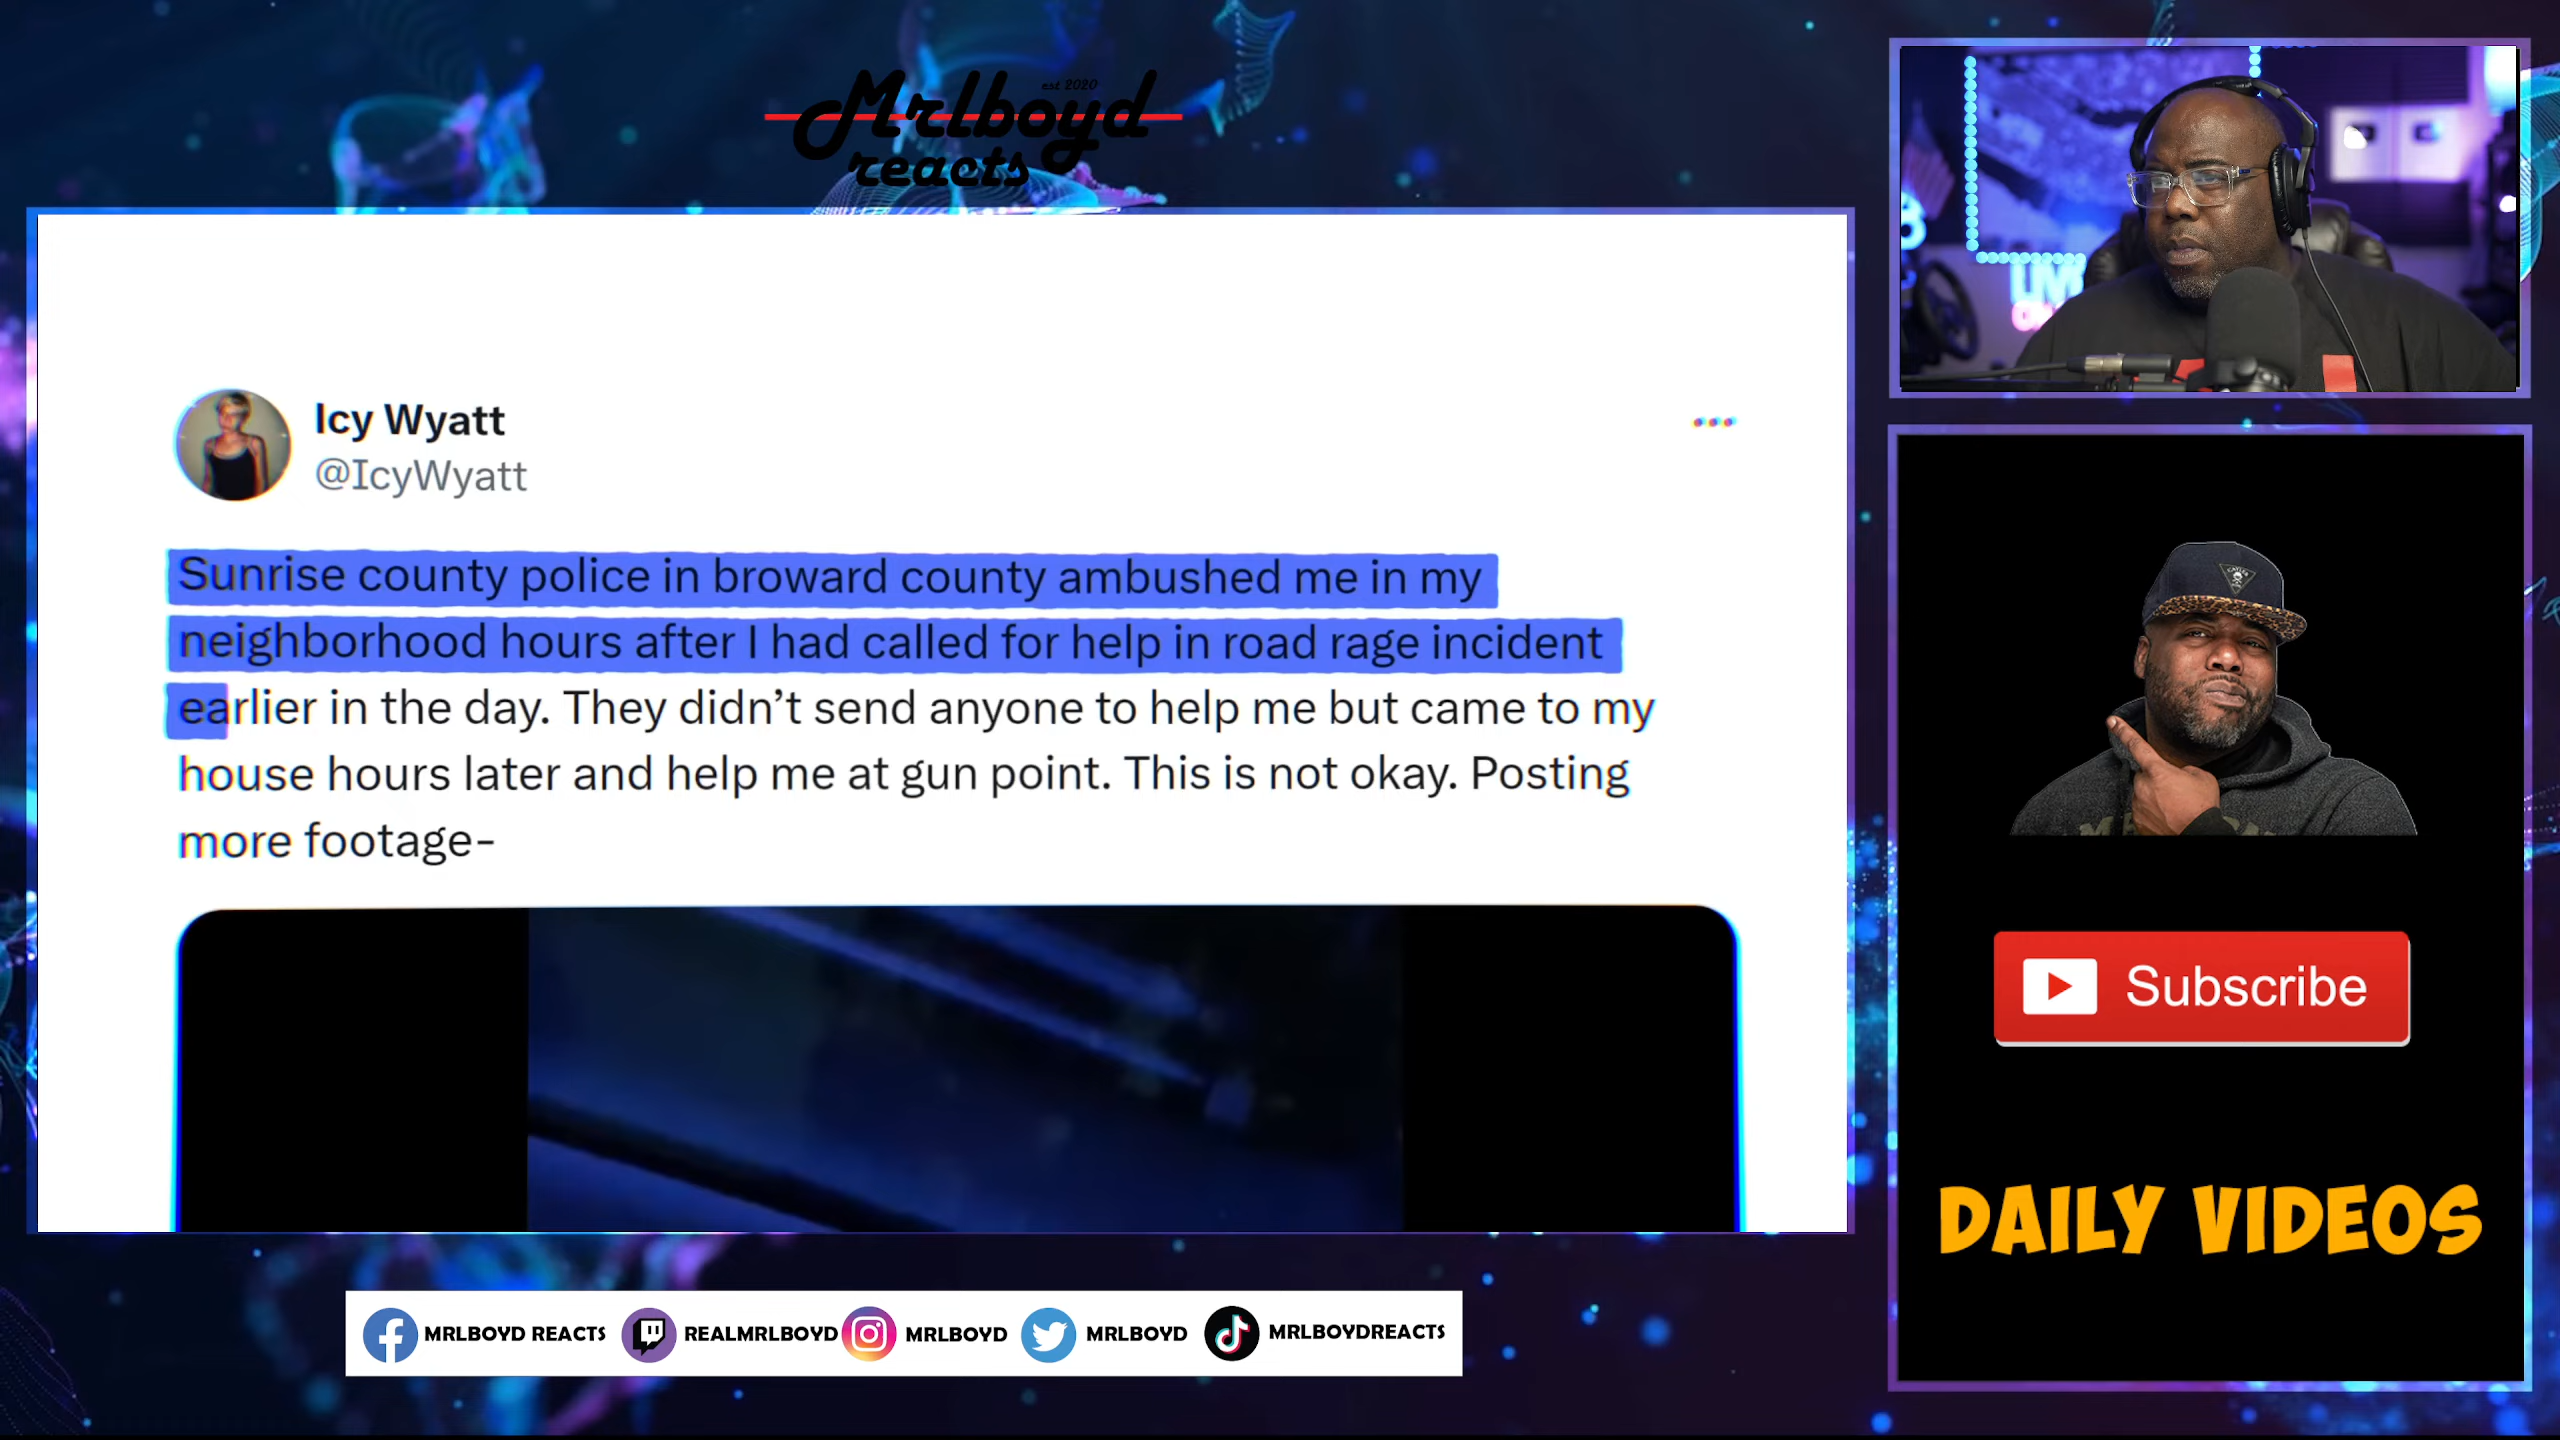 est 2020
Mrlboyd
reacts
Icy Wyatt
@IcyWyatt
Sunrise county police in broward county ambushed me in my
neighborhood hours after I had called for help in road rage incident
earlier in the day. They didn’t send anyone to help me but came to my
house hours later and help me at gun point. This is not okay. Posting
more footage-
Subscribe
DAILY VIDEOS
MRLBOYD REACTS
REALMRLBOYD
MRLBOYD
MRLBOYD
MRLBOYDREACTS